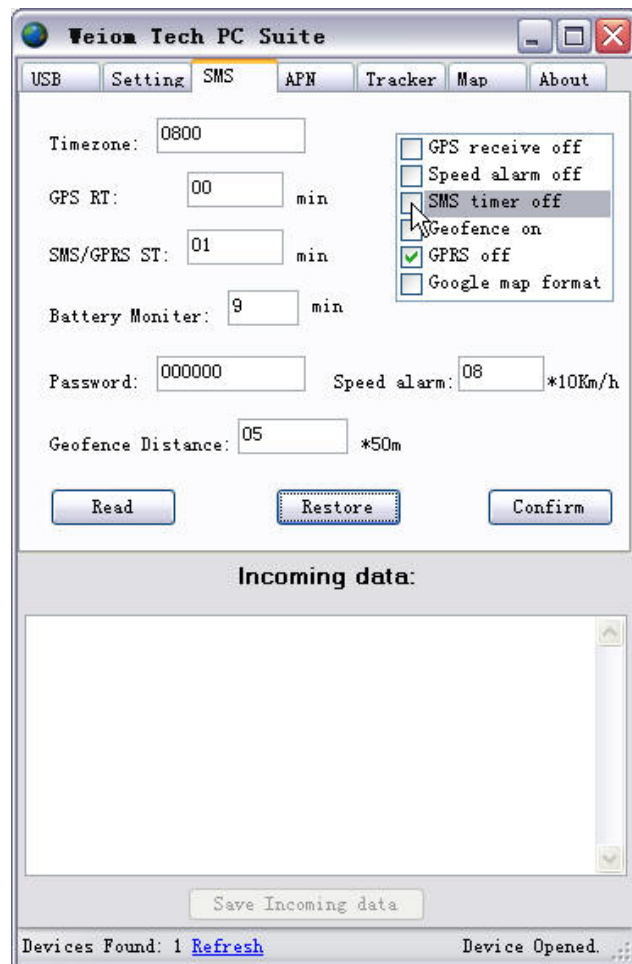 Weiom Tech PC Suite
USB Setting SMS APN Tracker Map About
Timezone: 0800
GPS receive off
Speed alarm off
GPS RT: 00 min
SMS timer off
Geofence on
SMS/GPRS ST: 01 min
GPRS off
Google map format
Battery Moniter: 9 min
Password: 000000 Speed alarm: 08 *10Km/h
Geofence Distance: 05 *50m
Read Restore Confirm
Incoming data:
Save Incoming data
Devices Found: 1 Refresh Device Opened.